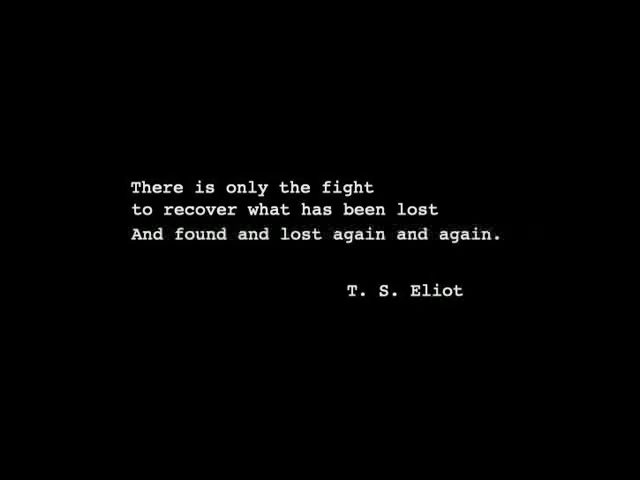 There is only the fight
to recover what has been lost
And found and lost again and again.
T. S. Eliot